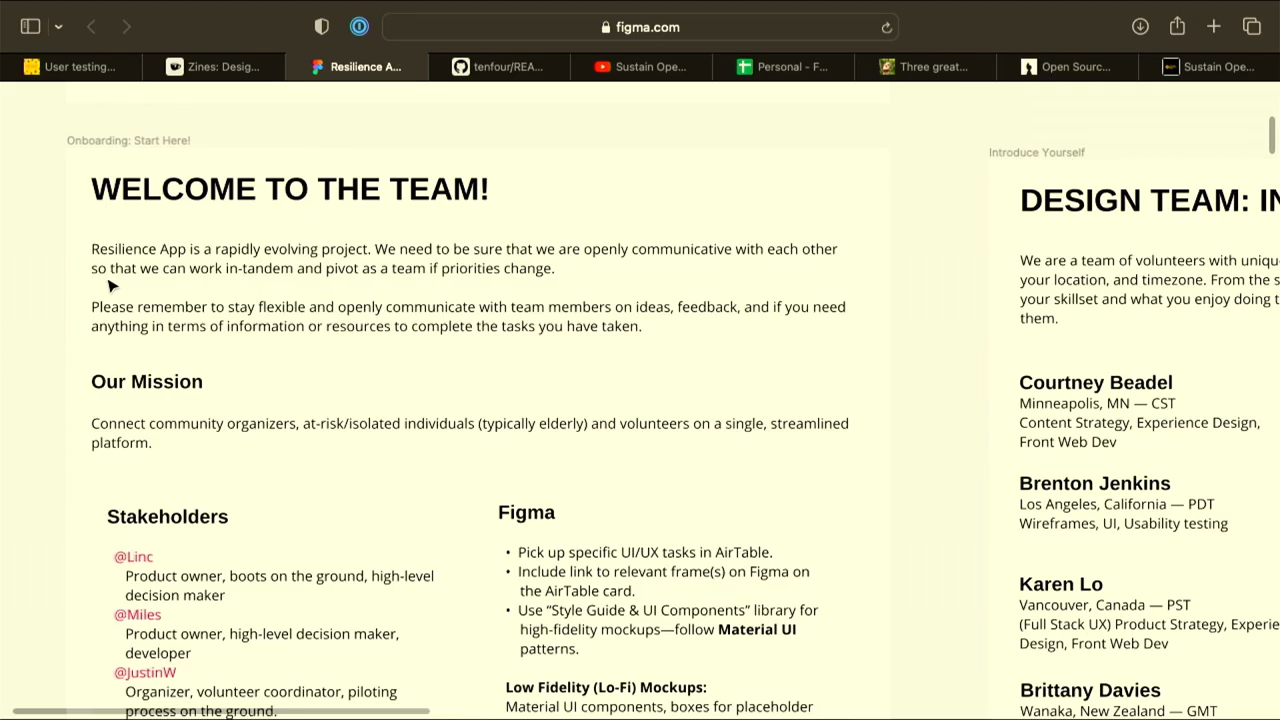 figma.com
User testing...
Zines: Desig...
Resilience A...
tenfour/REA...
Sustain Ope...
Personal - F...
Three great...
Open Sourc...
Sustain Ope...
Onboarding: Start Here!
WELCOME TO THE TEAM!
Resilience App is a rapidly evolving project. We need to be sure that we are openly communicative with each other
so that we can work in-tandem and pivot as a team if priorities change.
Please remember to stay flexible and openly communicate with team members on ideas, feedback, and if you need
anything in terms of information or resources to complete the tasks you have taken.
Our Mission
Connect community organizers, at-risk/isolated individuals (typically elderly) and volunteers on a single, streamlined
platform.
Stakeholders
@Linc
Product owner, boots on the ground, high-level
decision maker
@Miles
Product owner, high-level decision maker,
developer
@JustinW
Organizer, volunteer coordinator, piloting
process on the ground.
Figma
• Pick up specific UI/UX tasks in AirTable.
• Include link to relevant frame(s) on Figma on
the AirTable card.
• Use “Style Guide & UI Components” library for
high-fidelity mockups—follow Material UI
patterns.
Low Fidelity (Lo-Fi) Mockups:
Material UI components, boxes for placeholder
Introduce Yourself
DESIGN TEAM: IN
We are a team of volunteers with uniqu
your location, and timezone. From the s
your skillset and what you enjoy doing t
them.
Courtney Beadel
Minneapolis, MN — CST
Content Strategy, Experience Design,
Front Web Dev
Brenton Jenkins
Los Angeles, California — PDT
Wireframes, UI, Usability testing
Karen Lo
Vancouver, Canada — PST
(Full Stack UX) Product Strategy, Experie
Design, Front Web Dev
Brittany Davies
Wanaka, New Zealand — GMT